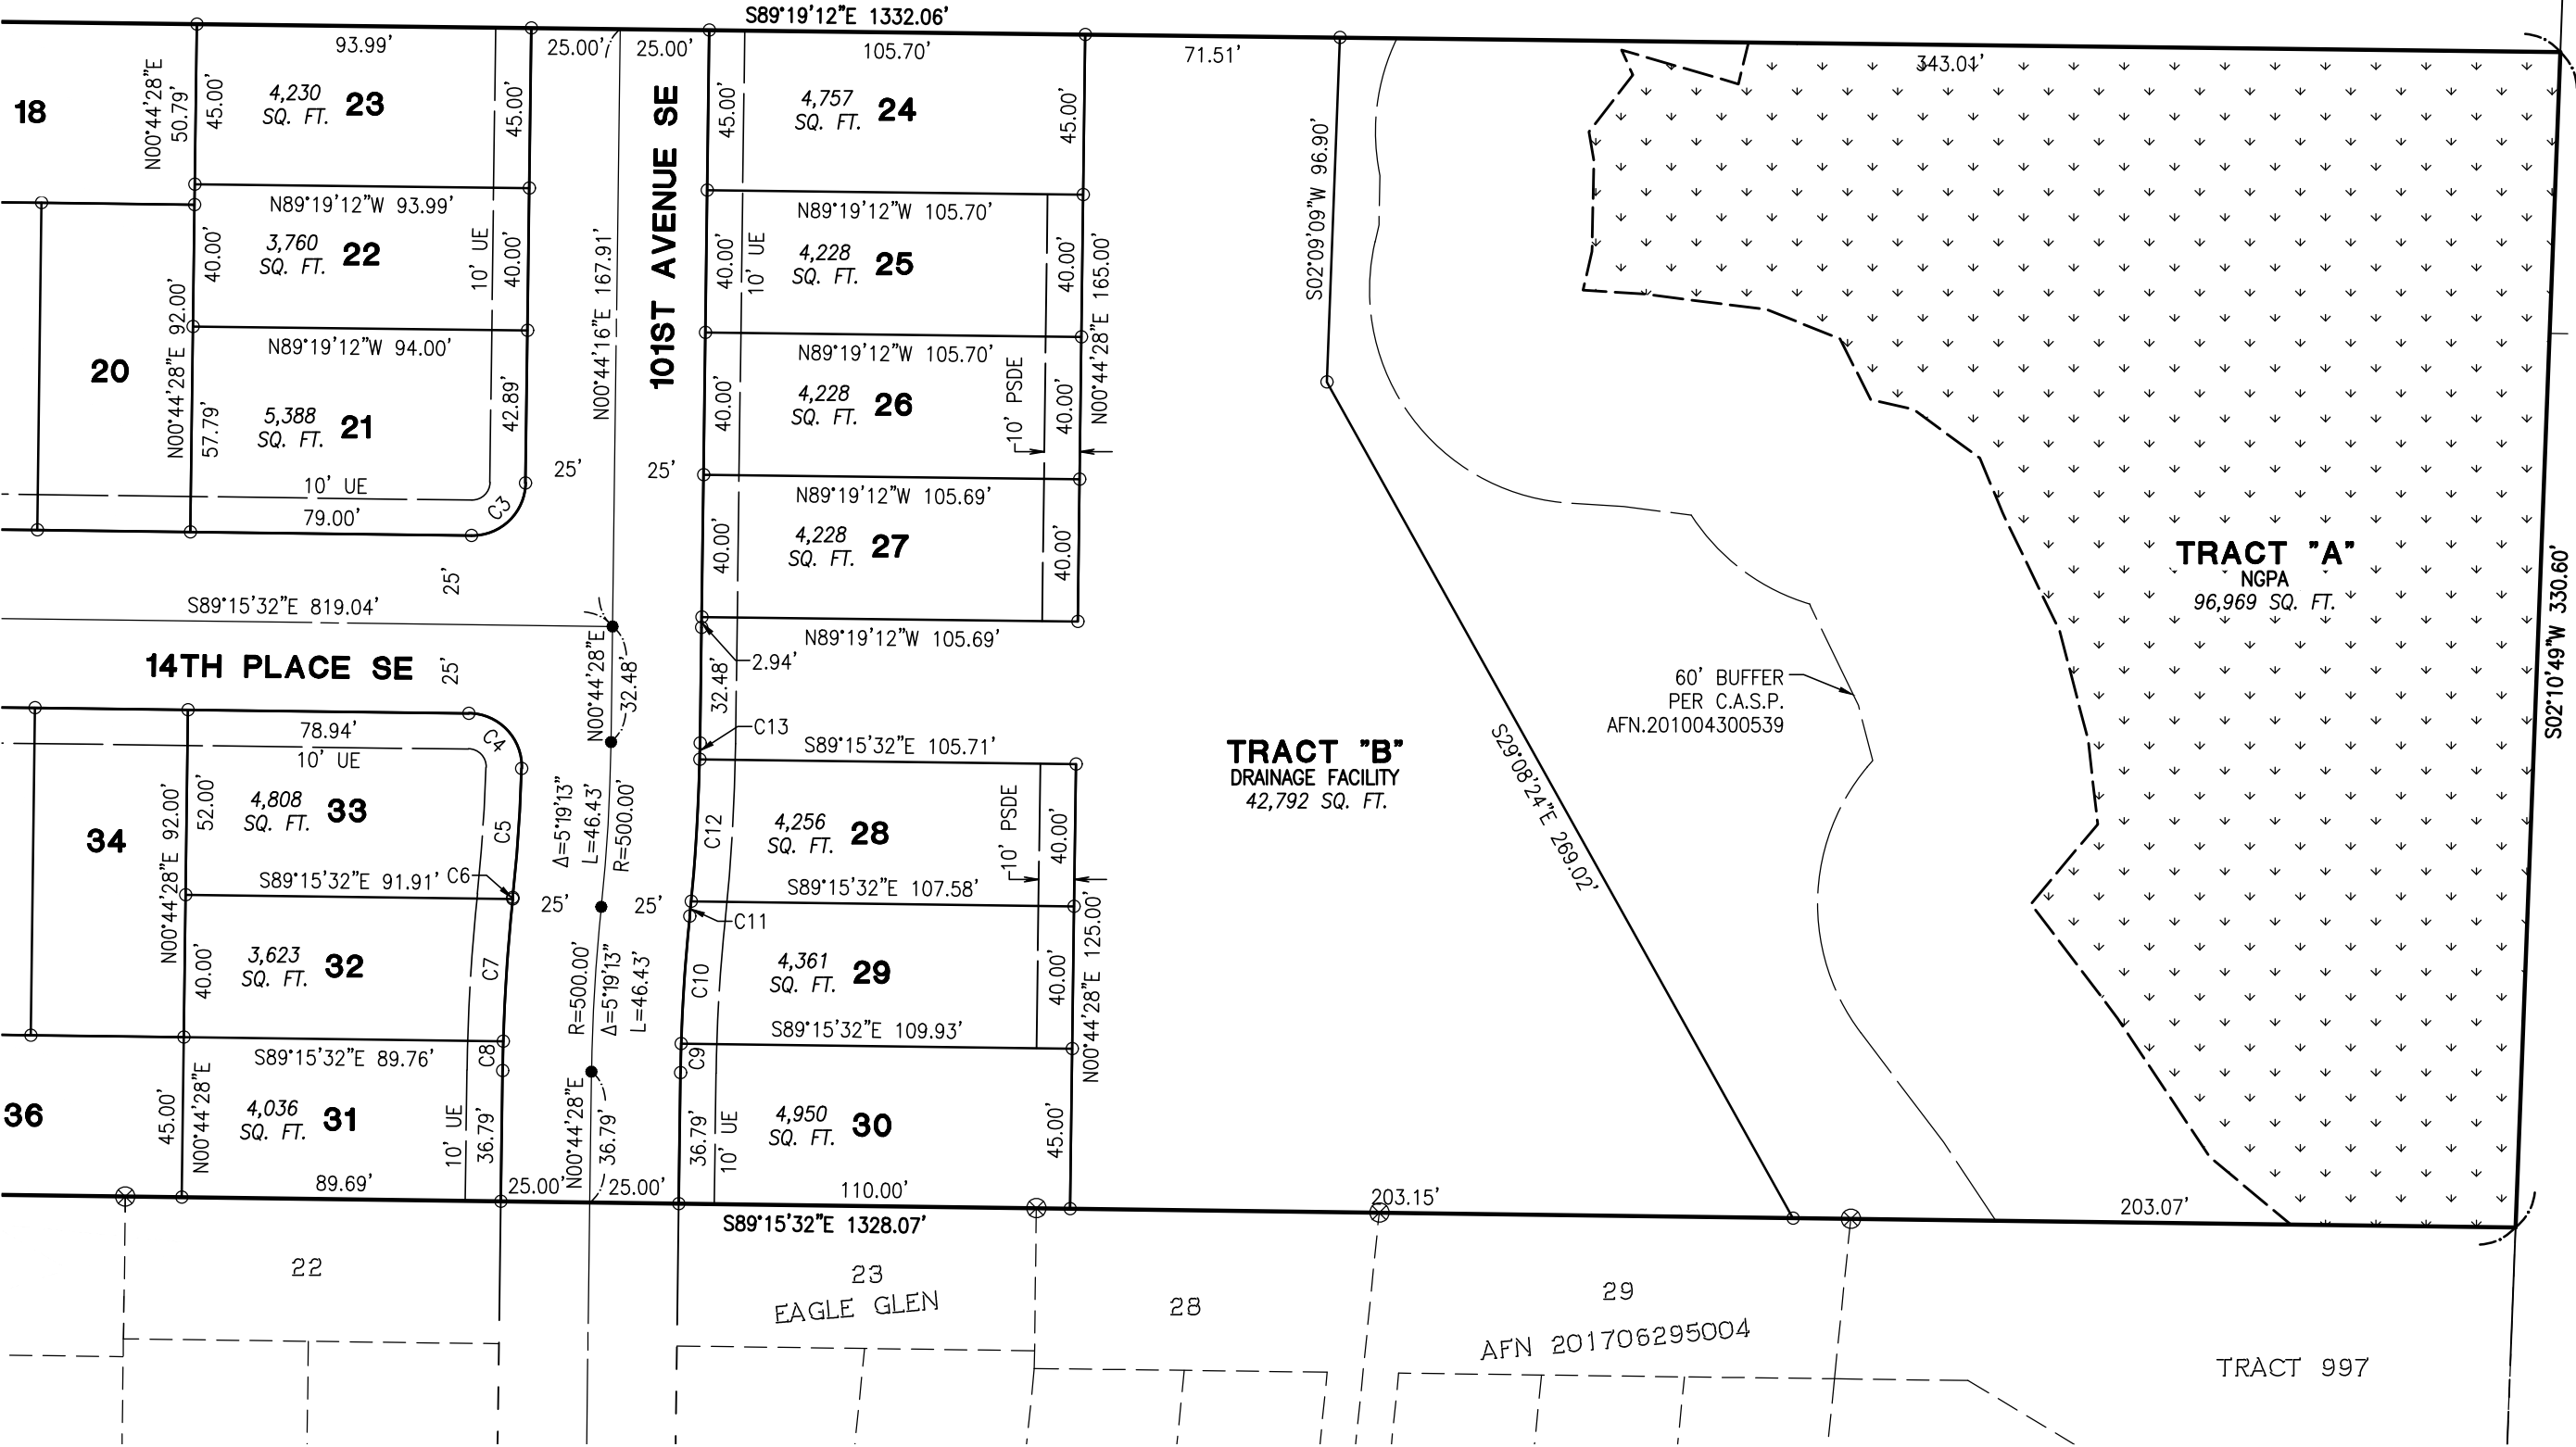 S89°19'12"E 1332.06'
93.99'
25.00'
25.00'
105.70'
71.51'
343.01'
18
N00°44'28"E
50.79'
45.00'
4,230
SQ. FT.
23
45.00'
101ST AVENUE SE
45.00'
4,757
SQ. FT.
24
45.00'
S02°09'09"W 96.90'
N89°19'12"W 93.99'
N89°19'12"W 105.70'
40.00'
3,760
SQ. FT.
22
10' UE
40.00'
N00°44'16"E 167.91'
40.00'
10' UE
4,228
SQ. FT.
25
40.00'
N00°44'28"E 165.00'
N89°19'12"W 94.00'
N89°19'12"W 105.70'
20
N00°44'28"E 92.00'
57.79'
5,388
SQ. FT.
21
42.89'
40.00'
4,228
SQ. FT.
26
10' PSDE
40.00'
25'
25'
10' UE
79.00'
C3
N89°19'12"W 105.69'
40.00'
4,228
SQ. FT.
27
40.00'
TRACT "A"
NGPA
96,969 SQ. FT.
S02°10'49"W 330.60'
25'
S89°15'32"E 819.04'
N89°19'12"W 105.69'
14TH PLACE SE
25'
N00°44'28"E
32.48'
32.48'
2.94'
60' BUFFER
PER C.A.S.P.
AFN.201004300539
78.94'
C4
10' UE
C13
S89°15'32"E 105.71'
TRACT "B"
DRAINAGE FACILITY
42,792 SQ. FT.
S29°08'24"E 269.02'
34
N00°44'28"E 92.00'
52.00'
4,808
SQ. FT.
33
C5
Δ=5°19'13"
L=46.43'
R=500.00'
C12
4,256
SQ. FT.
28
10' PSDE
40.00'
S89°15'32"E 91.91'
C6
S89°15'32"E 107.58'
25'
25'
C11
40.00'
3,623
SQ. FT.
32
C7
R=500.00'
Δ=5°19'13"
L=46.43'
C10
4,361
SQ. FT.
29
40.00'
N00°44'28"E 125.00'
S89°15'32"E 89.76'
C8
C9
S89°15'32"E 109.93'
36
45.00'
N00°44'28"E
4,036
SQ. FT.
31
10' UE
36.79'
N00°44'28"E
36.79'
36.79'
10' UE
4,950
SQ. FT.
30
45.00'
89.69'
25.00'
25.00'
110.00'
203.15'
203.07'
S89°15'32"E 1328.07'
22
23
EAGLE GLEN
28
29
AFN 201706295004
TRACT 997